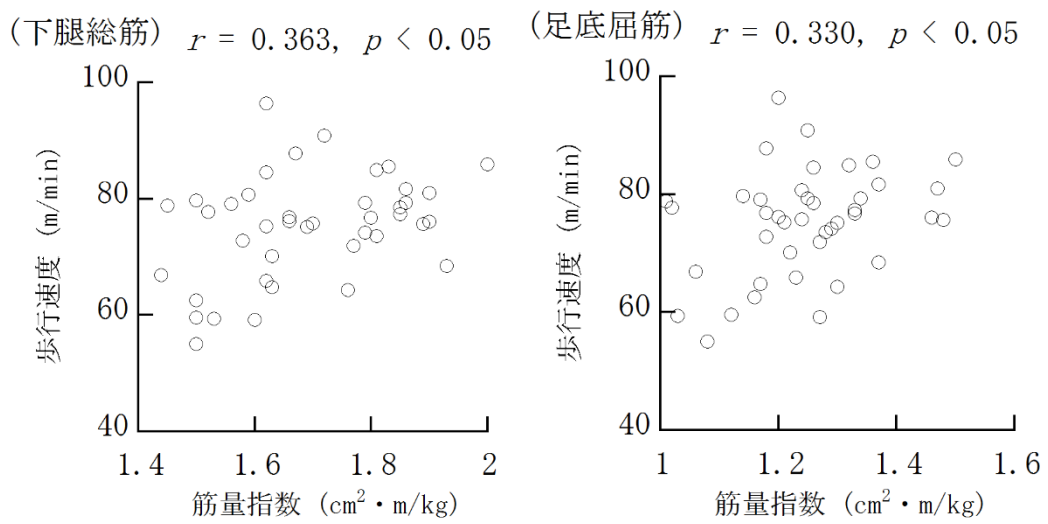 (下腿総筋) r = 0.363, p < 0.05
100
80
60
40
歩行速度 (m/min)
1.4 1.6 1.8 2
筋量指数 (cm²・m/kg)
(足底屈筋) r = 0.330, p < 0.05
100
80
60
40
歩行速度 (m/min)
1 1.2 1.4 1.6
筋量指数 (cm²・m/kg)